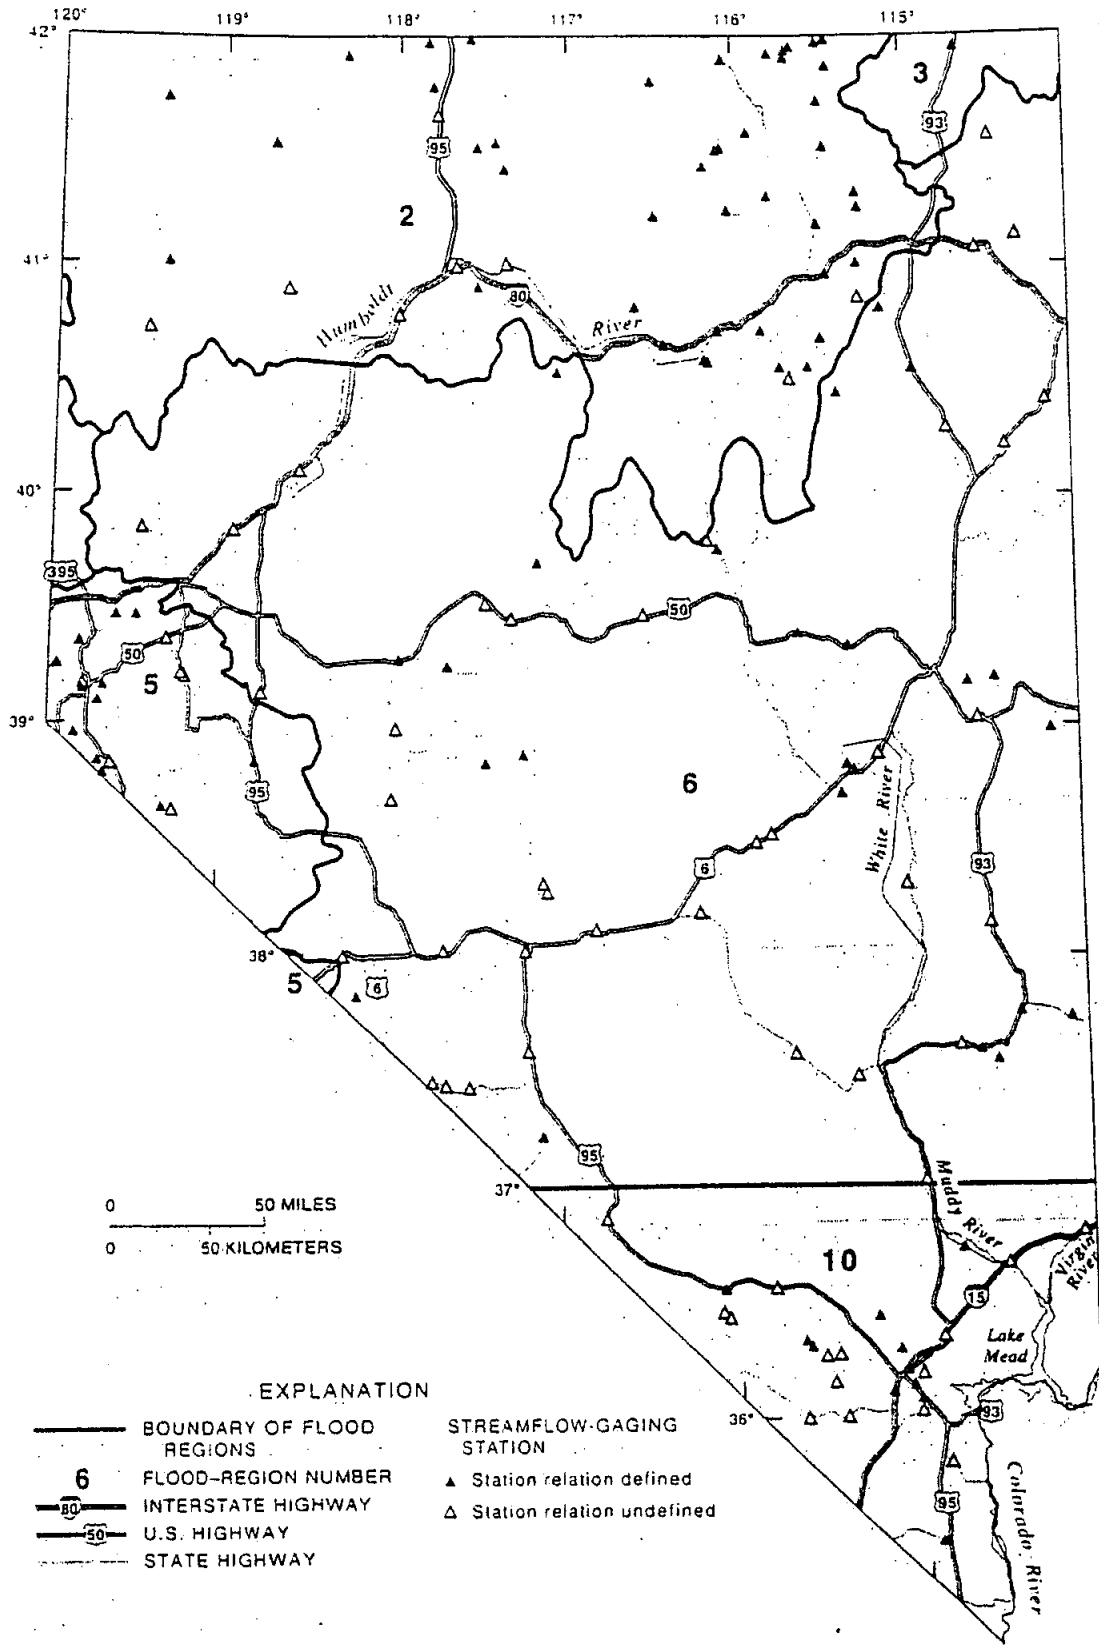 120° 119° 118° 117° 116° 115°
42°
3
93
95
2
41°
80
Humboldt
River
40°
395
50
50
5
39°
6
95
White River
93
6
38°
5
6
95
37°
Muddy
River
0 50 MILES
0 50 KILOMETERS
10
Virgin
River
15
Lake
Mead
36°
93
95
Colorado River
EXPLANATION
BOUNDARY OF FLOOD
REGIONS
6 FLOOD-REGION NUMBER
80 INTERSTATE HIGHWAY
50 U.S. HIGHWAY
STATE HIGHWAY
STREAMFLOW-GAGING
STATION
Station relation defined
Station relation undefined